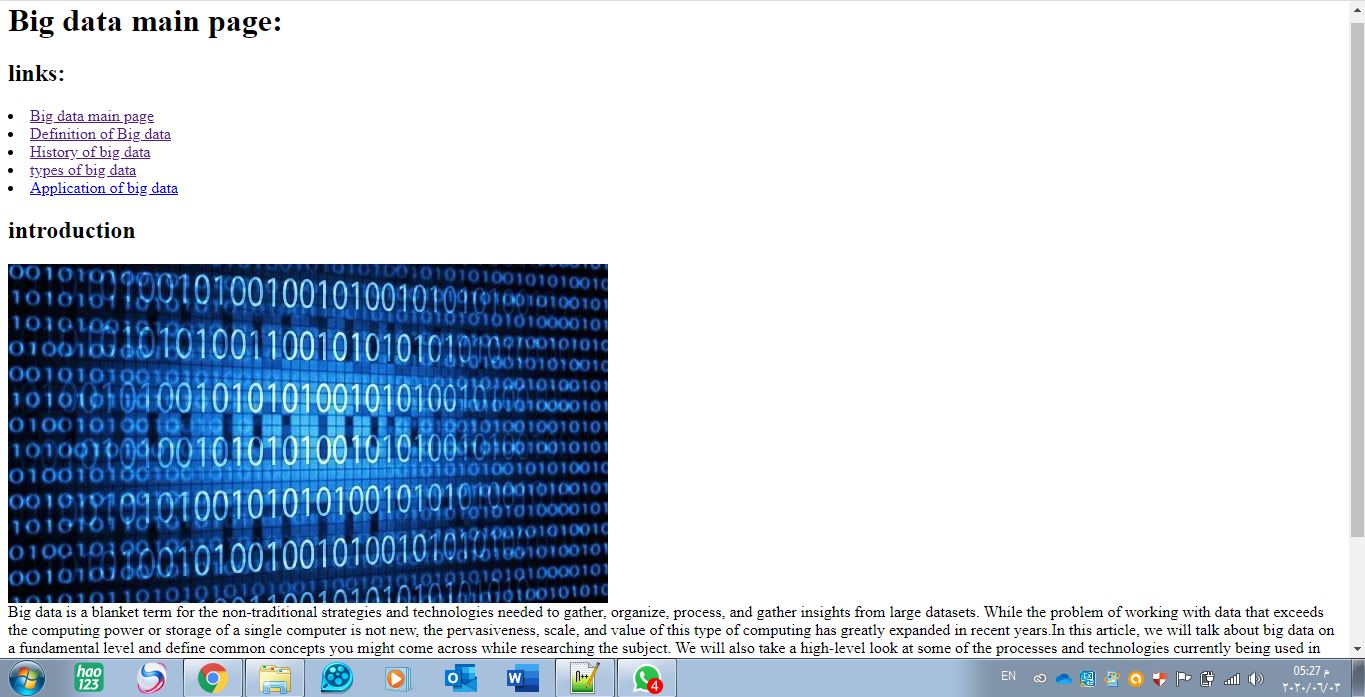 Big data main page:
links:
Big data main page
Definition of Big data
History of big data
types of big data
Application of big data
introduction
Big data is a blanket term for the non-traditional strategies and technologies needed to gather, organize, process, and gather insights from large datasets. While the problem of working with data that exceeds
the computing power or storage of a single computer is not new, the pervasiveness, scale, and value of this type of computing has greatly expanded in recent years.In this article, we will talk about big data on
a fundamental level and define common concepts you might come across while researching the subject. We will also take a high-level look at some of the processes and technologies currently being used in
hao
123
4
EN
05:27 م
٢٠٢٠/٠٦/٠٣